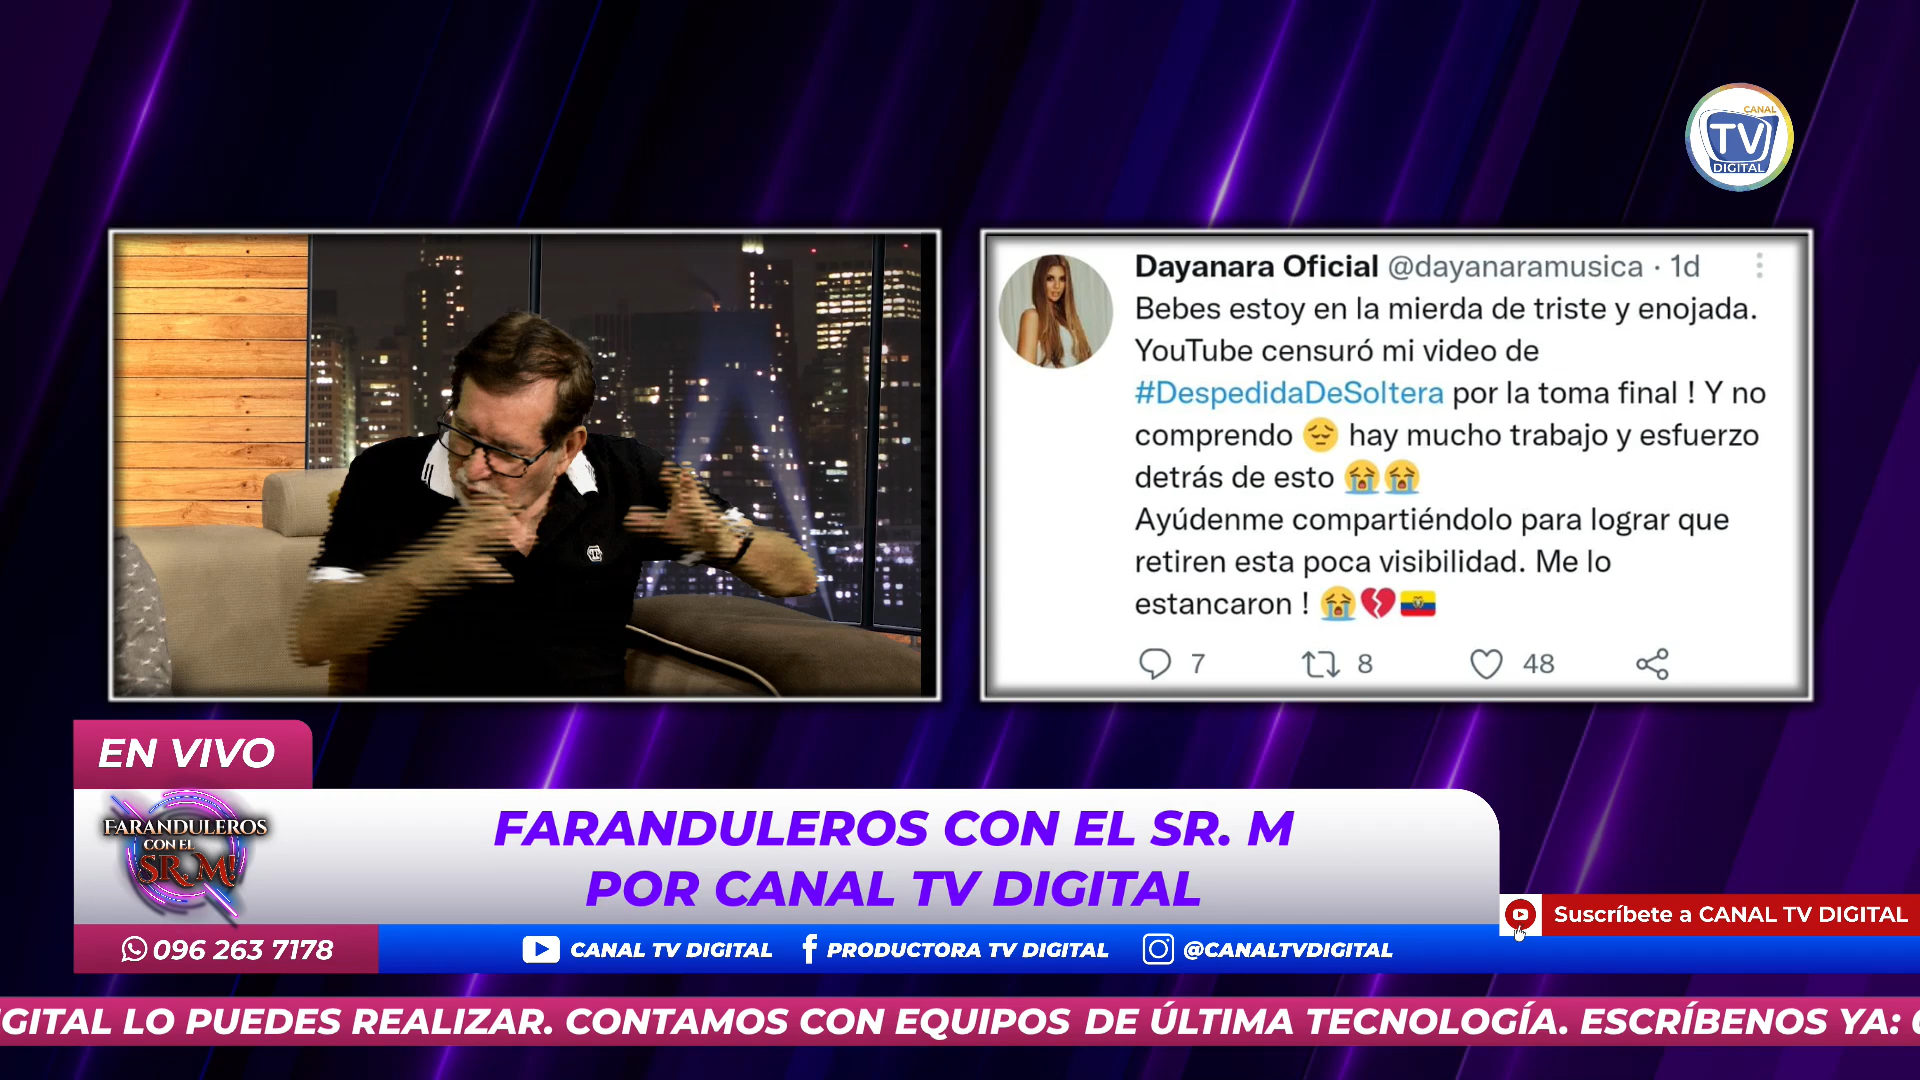 CANAL
TV
DIGITAL
Dayanara Oficial @dayanaramusica · 1d
Bebes estoy en la mierda de triste y enojada.
YouTube censuró mi video de
#DespedidaDeSoltera por la toma final ! Y no
comprendo 😔 hay mucho trabajo y esfuerzo
detrás de esto 😭😭
Ayúdenme compartiéndolo para lograr que
retiren esta poca visibilidad. Me lo
estancaron ! 😭💔🇪🇨
7 8 48
EN VIVO
FARANDULEROS
CON EL
SR. M!
FARANDULEROS CON EL SR. M
POR CANAL TV DIGITAL
Suscríbete a CANAL TV DIGITAL
096 263 7178
CANAL TV DIGITAL PRODUCTORA TV DIGITAL @CANALTVDIGITAL
GITAL LO PUEDES REALIZAR. CONTAMOS CON EQUIPOS DE ÚLTIMA TECNOLOGÍA. ESCRÍBENOS YA: